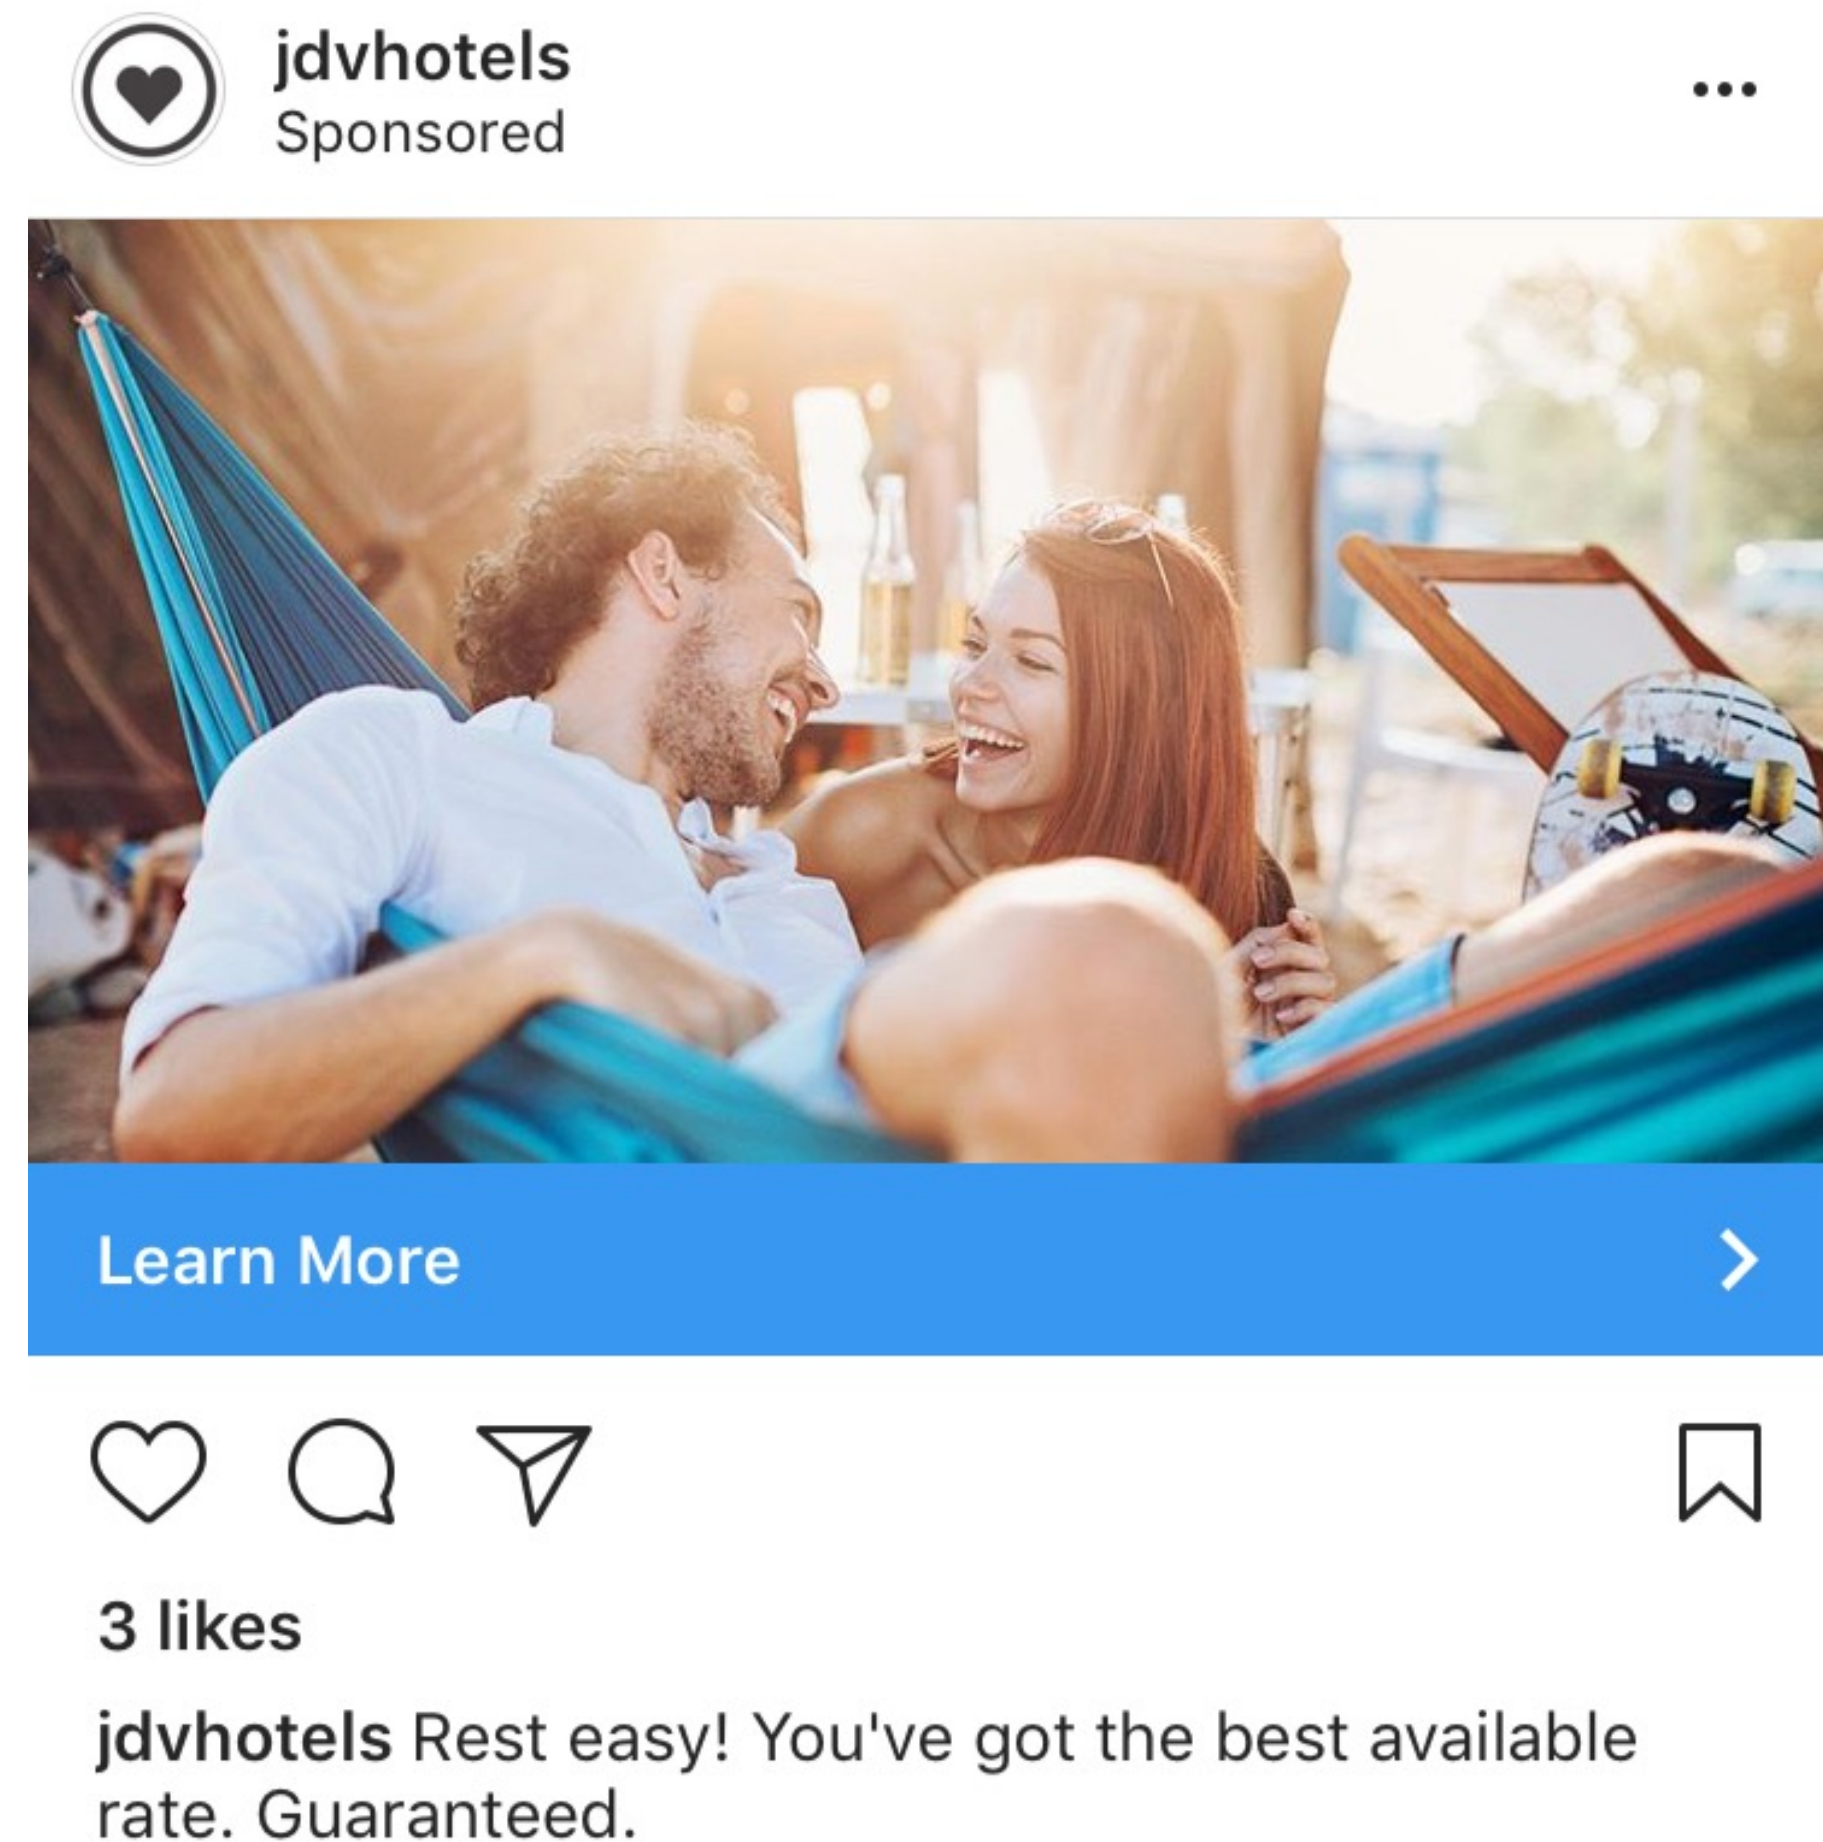 jdvhotels
Sponsored
Learn More
3 likes
jdvhotels Rest easy! You've got the best available
rate. Guaranteed.